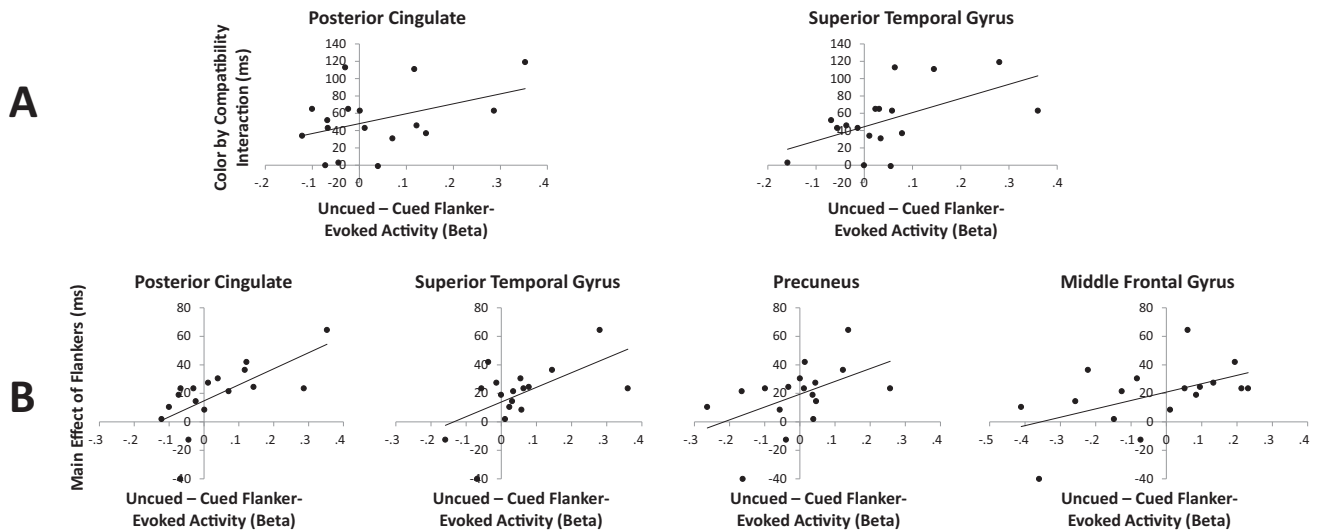 A
Posterior Cingulate
Color by Compatibility
Interaction (ms)
140
120
100
80
60
40
20
0
-20
-.2 -.1 0 .1 .2 .3 .4
Uncued – Cued Flanker-
Evoked Activity (Beta)
Superior Temporal Gyrus
140
120
100
80
60
40
20
0
-20
-.2 -.1 0 .1 .2 .3 .4
Uncued – Cued Flanker-
Evoked Activity (Beta)
B
Posterior Cingulate
Main Effect of Flankers (ms)
80
60
40
20
0
-20
-40
-.3 -.2 -.1 0 .1 .2 .3 .4
Uncued – Cued Flanker-
Evoked Activity (Beta)
Superior Temporal Gyrus
80
60
40
20
0
-20
-40
-.3 -.2 -.1 0 .1 .2 .3 .4
Uncued – Cued Flanker-
Evoked Activity (Beta)
Precuneus
80
60
40
20
0
-20
-40
-.3 -.2 -.1 0 .1 .2 .3 .4
Uncued – Cued Flanker-
Evoked Activity (Beta)
Middle Frontal Gyrus
80
60
40
20
0
-20
-40
-.5 -.4 -.3 -.2 -.1 0 .1 .2 .3 .4
Uncued – Cued Flanker-
Evoked Activity (Beta)